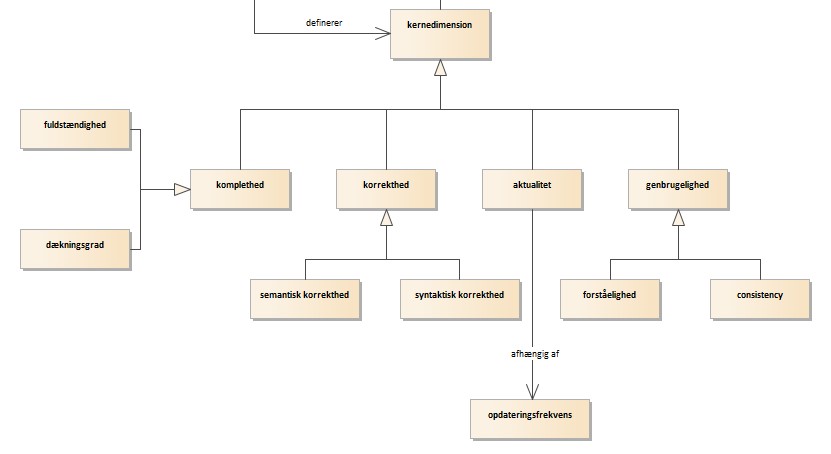 definerer
kernedimension
fuldstændighed
komplethed
korrekthed
aktualitet
genbrugelighed
dækningsgrad
semantisk korrekthed
syntaktisk korrekthed
forståelighed
consistency
afhængig af
opdateringsfrekvens